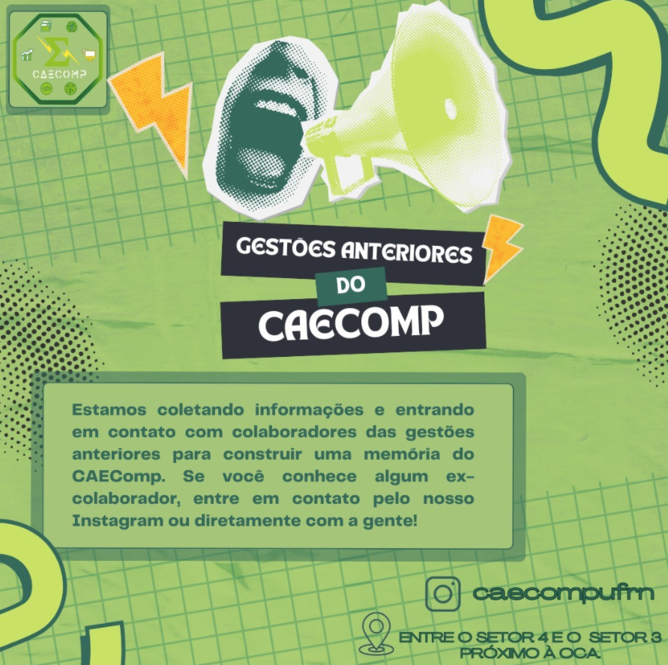 CAECOMP
GESTÕES ANTERIORES
DO
CAECOMP
Estamos coletando informações e entrando
em contato com colaboradores das gestões
anteriores para construir uma memória do
CAEComp. Se você conhece algum ex-
colaborador, entre em contato pelo nosso
Instagram ou diretamente com a gente!
caecompufrn
ENTRE O SETOR 4 E O SETOR 3
PRÓXIMO À OCA.